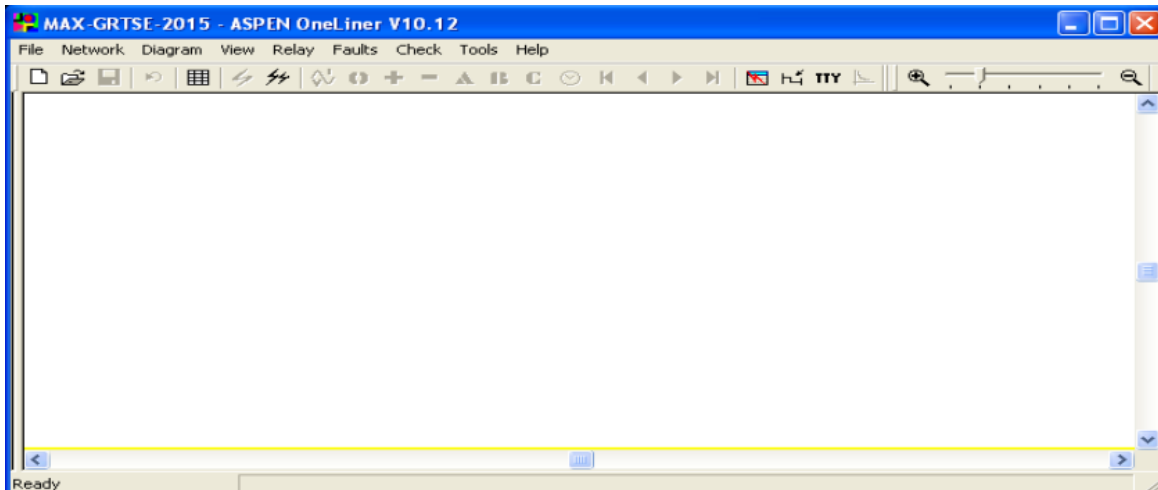 MAX-GRTSE-2015 - ASPEN OneLiner V10.12
File Network Diagram View Relay Faults Check Tools Help
A B C TTY
Ready